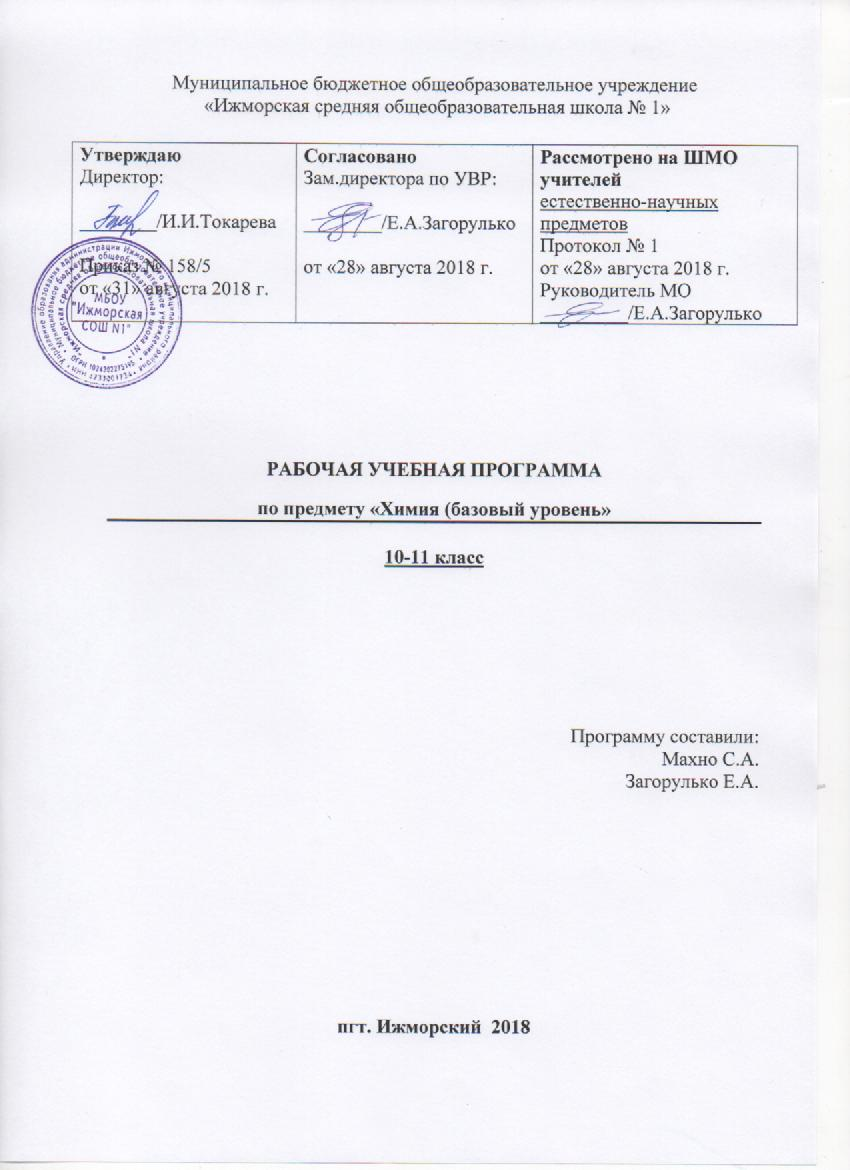 Муниципальное бюджетное общеобразовательное учреждение
«Ижморская средняя общеобразовательная школа № 1»
Утверждаю
Директор:
/И.И.Токарева
Приказ № 158/5
от «31» августа 2018 г.
Согласовано
Зам.директора по УВР:
/Е.А.Загорулько
от «28» августа 2018 г.
Рассмотрено на ШМО
учителей
естественно-научных
предметов
Протокол № 1
от «28» августа 2018 г.
Руководитель МО
/Е.А.Загорулько
МБОУ
"Ижморская
СОШ N1"
РАБОЧАЯ УЧЕБНАЯ ПРОГРАММА
по предмету «Химия (базовый уровень»
10-11 класс
Программу составили:
Махно С.А.
Загорулько Е.А.
пгт. Ижморский 2018